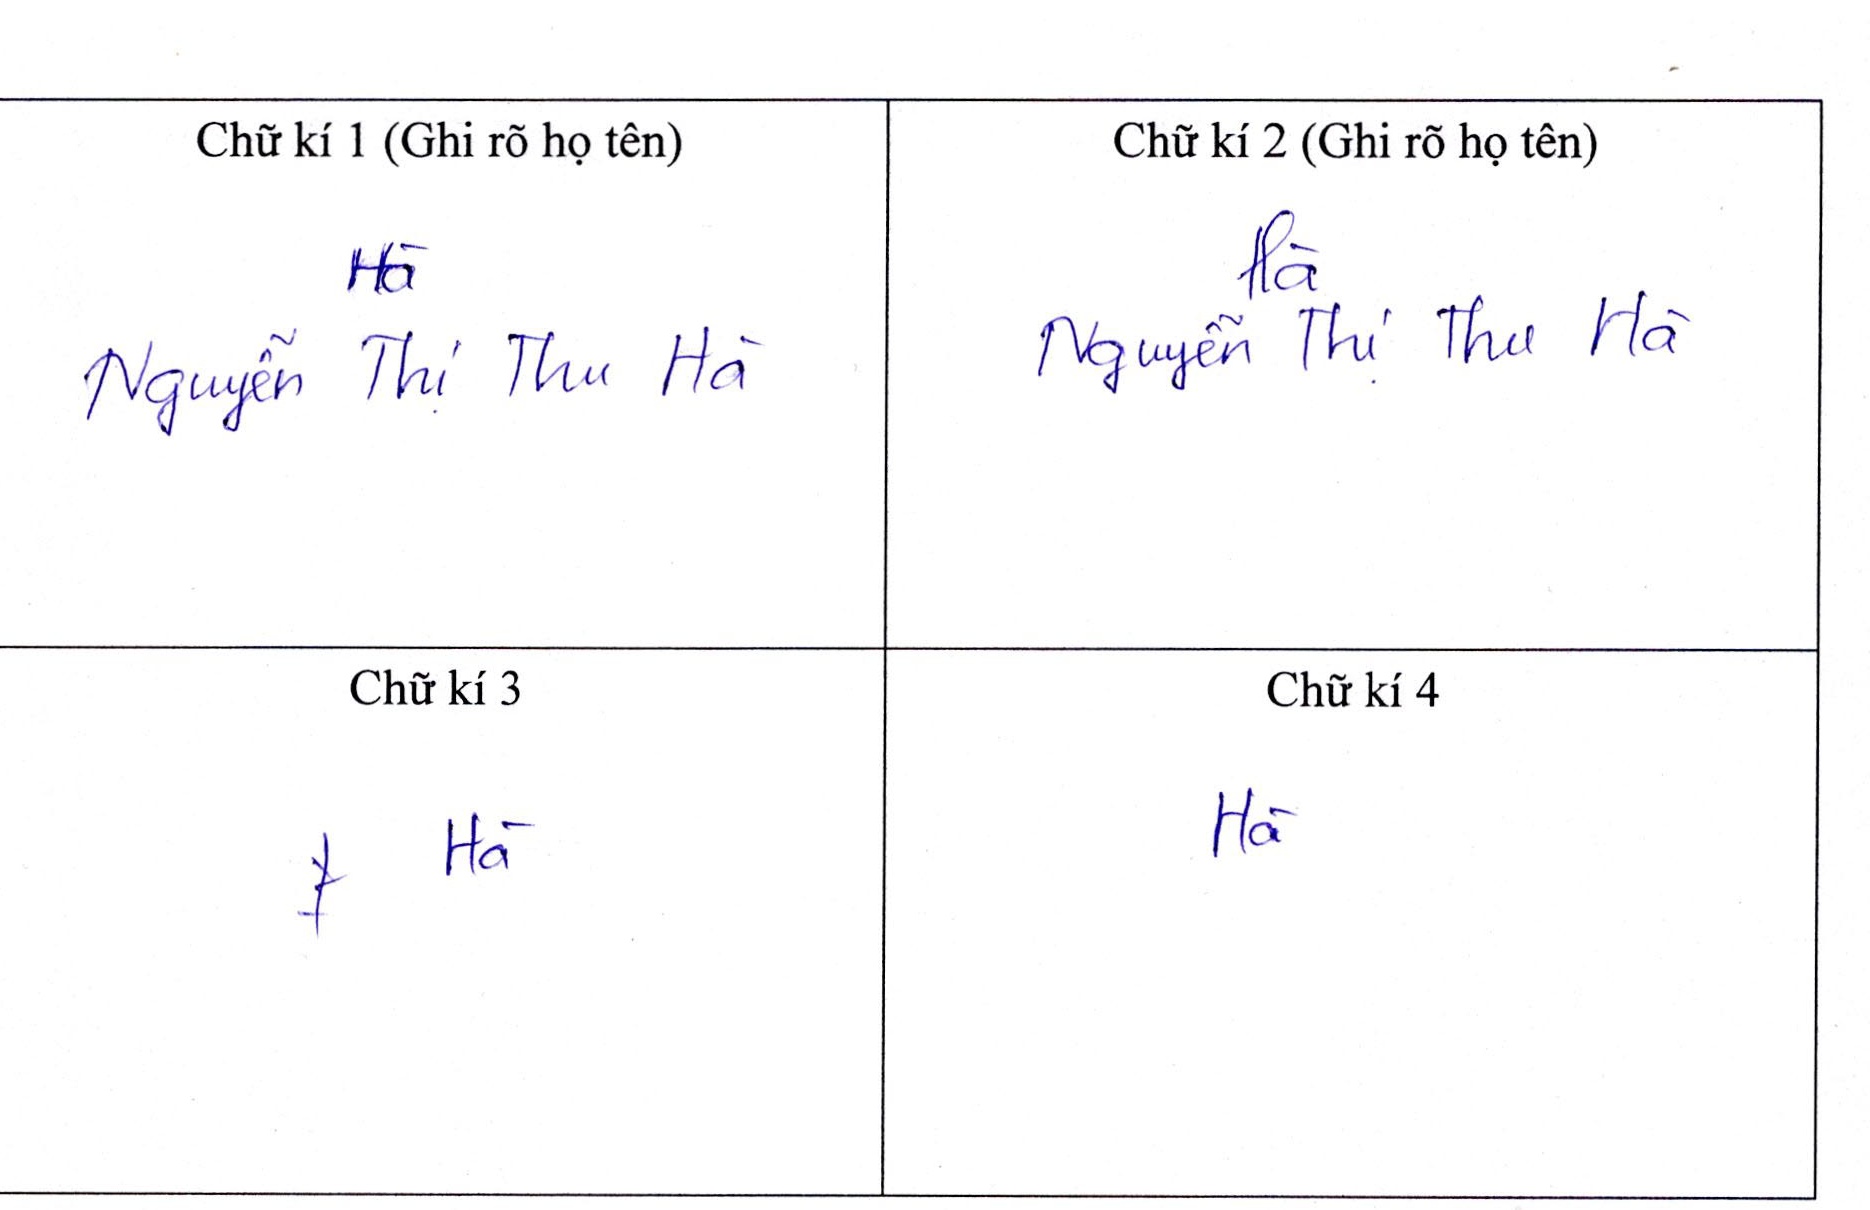 Chữ kí 1 (Ghi rõ họ tên)
Hà
Nguyễn Thị Thu Hà
Chữ kí 2 (Ghi rõ họ tên)
Hà
Nguyễn Thị Thu Hà
Chữ kí 3
Hà
Chữ kí 4
Hà